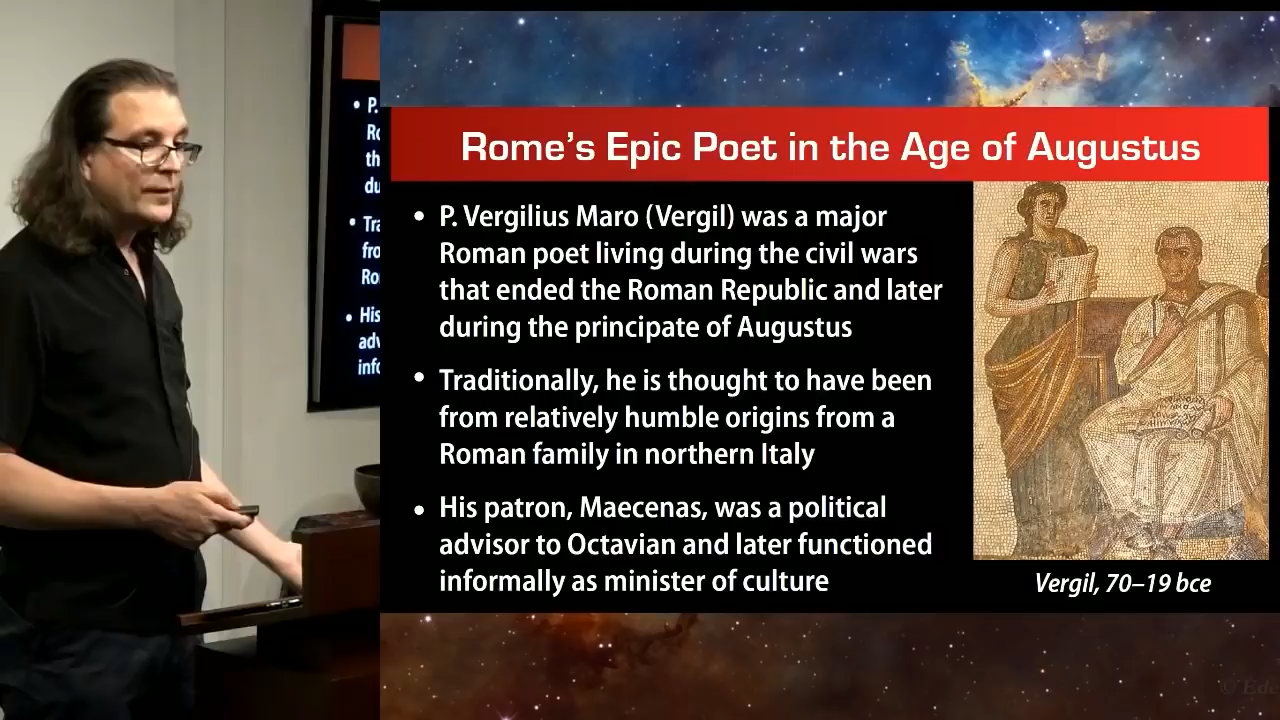 Rome's Epic Poet in the Age of Augustus
• P. Vergilius Maro (Vergil) was a major
Roman poet living during the civil wars
that ended the Roman Republic and later
during the principate of Augustus
• Traditionally, he is thought to have been
from relatively humble origins from a
Roman family in northern Italy
• His patron, Maecenas, was a political
advisor to Octavian and later functioned
informally as minister of culture
Vergil, 70–19 bce
• P.
• His